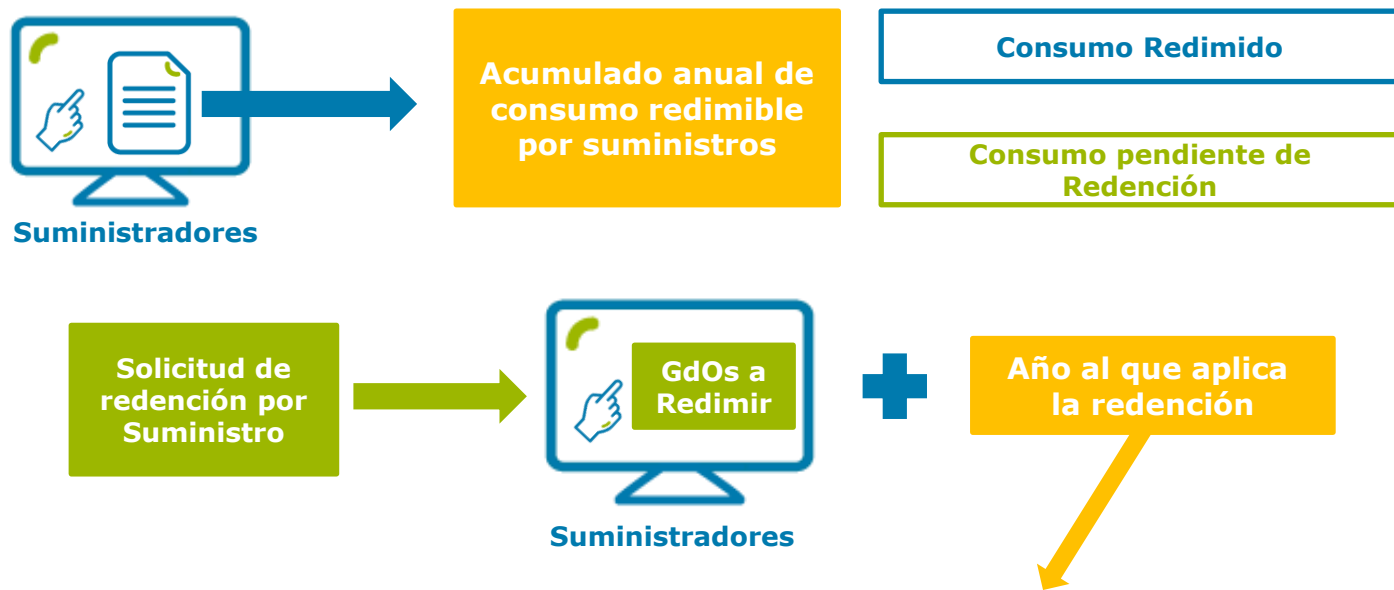 Acumulado anual de
consumo redimible
por suministros
Consumo Redimido
Consumo pendiente de
Redención
Suministradores
Solicitud de
redención por
Suministro
GdOs a
Redimir
Año al que aplica
la redención
Suministradores